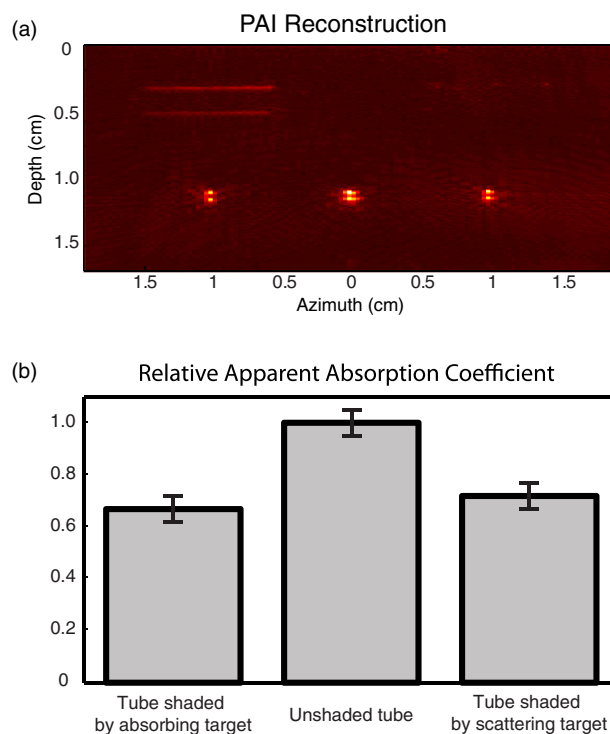 (a)
PAI Reconstruction
0
0.5
1.0
1.5
Depth (cm)
1.5 1 0.5 0 0.5 1 1.5
Azimuth (cm)
(b)
Relative Apparent Absorption Coefficient
1.0
0.8
0.6
0.4
0.2
0
Tube shaded
by absorbing target
Unshaded tube
Tube shaded
by scattering target